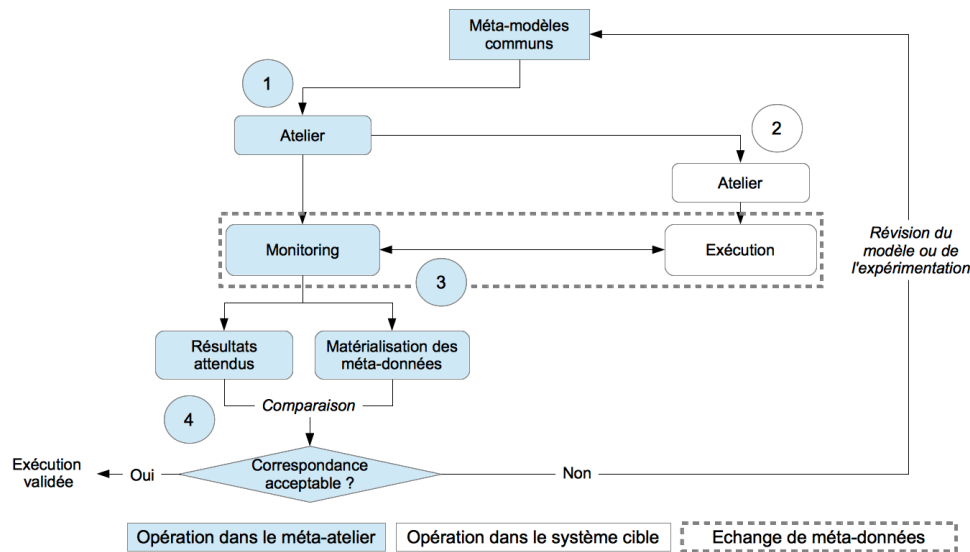 Méta-modèles
communs
1
Atelier
2
Atelier
Monitoring
Exécution
Révision du
modèle ou de
l'expérimentation
3
Résultats
attendus
Matérialisation des
méta-données
Comparaison
4
Correspondance
acceptable ?
Exécution
validée
Oui
Non
Opération dans le méta-atelier
Opération dans le système cible
Echange de méta-données